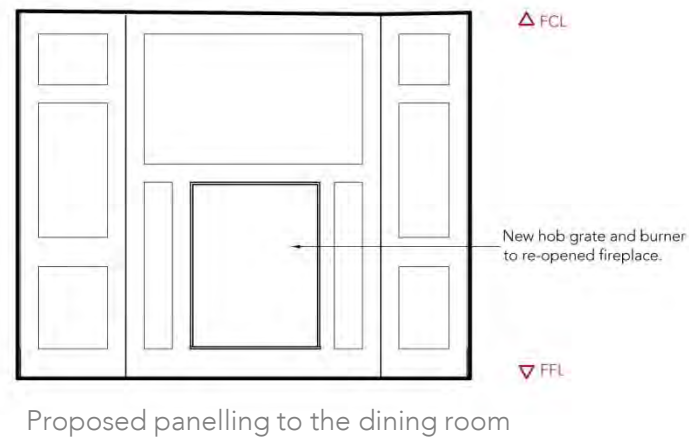 FCL
New hob grate and burner
to re-opened fireplace.
FFL
Proposed panelling to the dining room